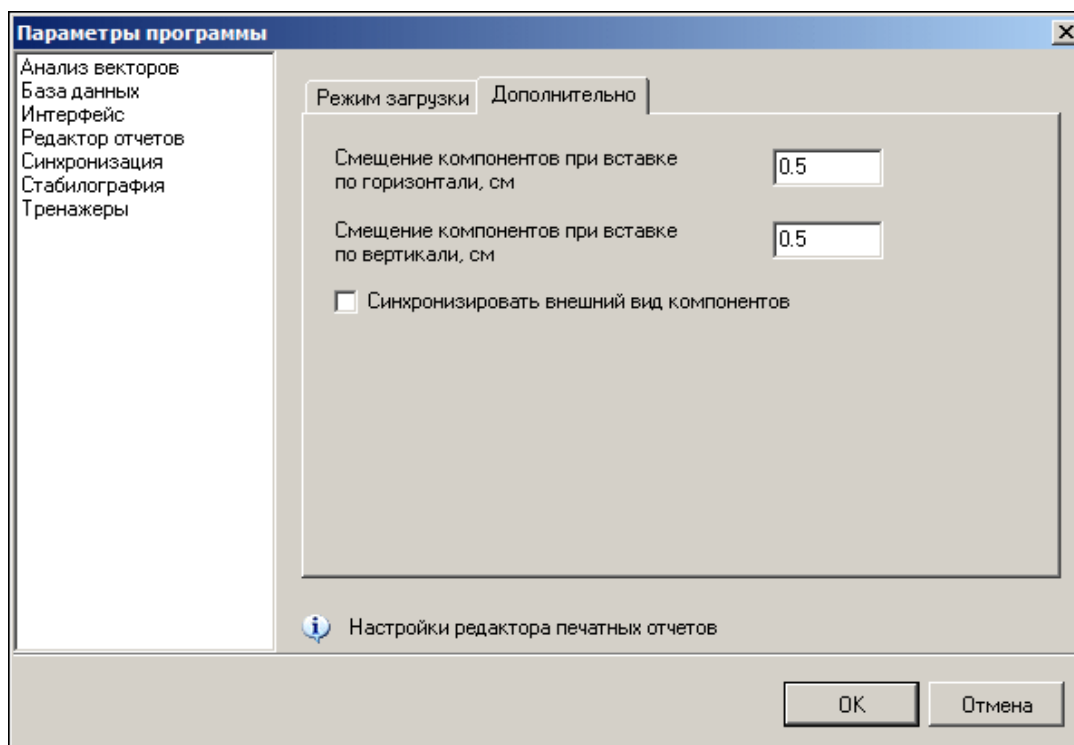 Параметры программы
Анализ векторов
База данных
Интерфейс
Редактор отчетов
Синхронизация
Стабилография
Тренажеры
Режим загрузки
Дополнительно
Смещение компонентов при вставке
по горизонтали, см
0.5
Смещение компонентов при вставке
по вертикали, см
0.5
Синхронизировать внешний вид компонентов
Настройки редактора печатных отчетов
OK
Отмена